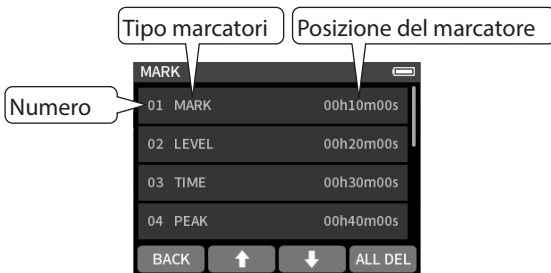 Tipo marcatori
Posizione del marcatore
MARK
Numero
01 MARK 00h10m00s
02 LEVEL 00h20m00s
03 TIME 00h30m00s
04 PEAK 00h40m00s
BACK ALL DEL